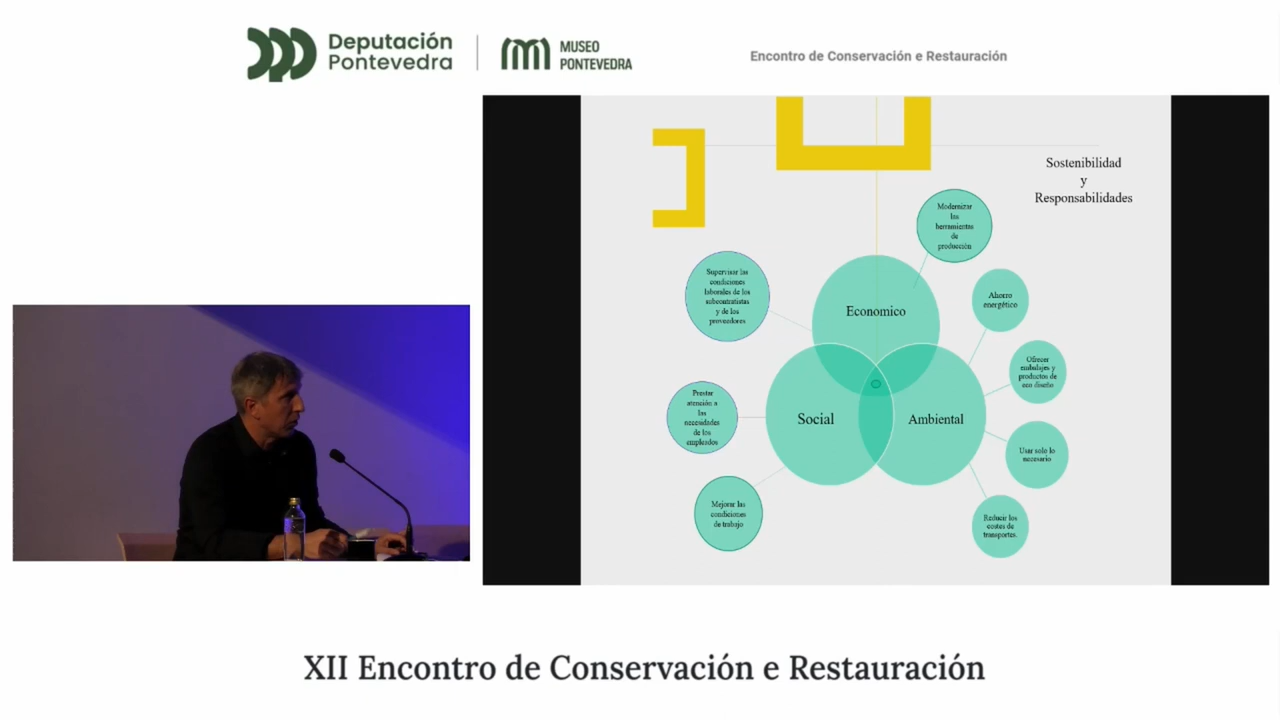 Deputación
Pontevedra
MUSEO
PONTEVEDRA
Encontro de Conservación e Restauración
Sostenibilidad
y
Responsabilidades
Modernizar
las
herramientas
de
producción
Supervisar las
condiciones
laborales de los
subcontratistas
y de los
proveedores
Economico
Ahorro
energético
Ofrecer
embalajes y
productos de
eco diseño
Prestar
atención a
las
necesidades
de los
empleados
Social
Ambiental
Usar solo lo
necesario
Mejorar las
condiciones
de trabajo
Reducir los
costes de
transportes.
XII Encontro de Conservación e Restauración